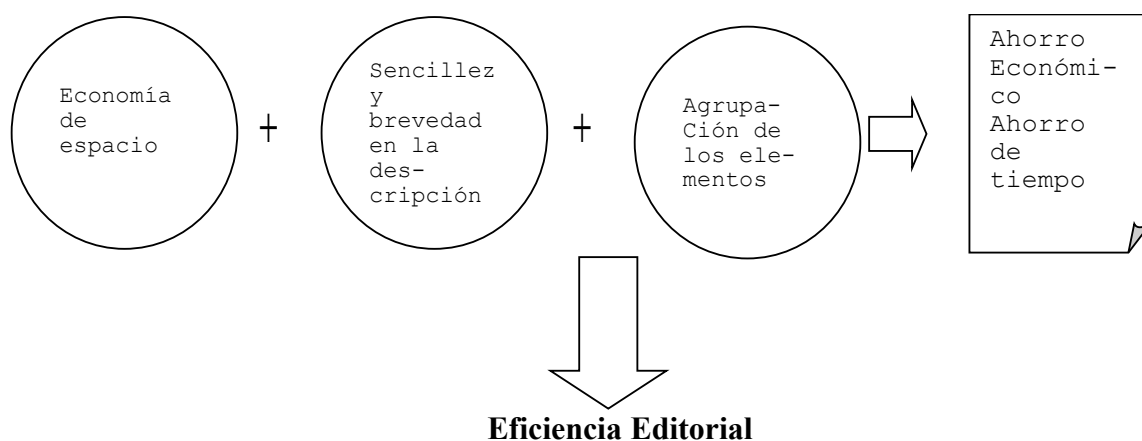 Economía
de
espacio
+
Sencillez
y
brevedad
en la
des-
cripción
+
Agrupa-
Ción de
los ele-
mentos
Ahorro
Económi-
co
Ahorro
de
tiempo
Eficiencia Editorial